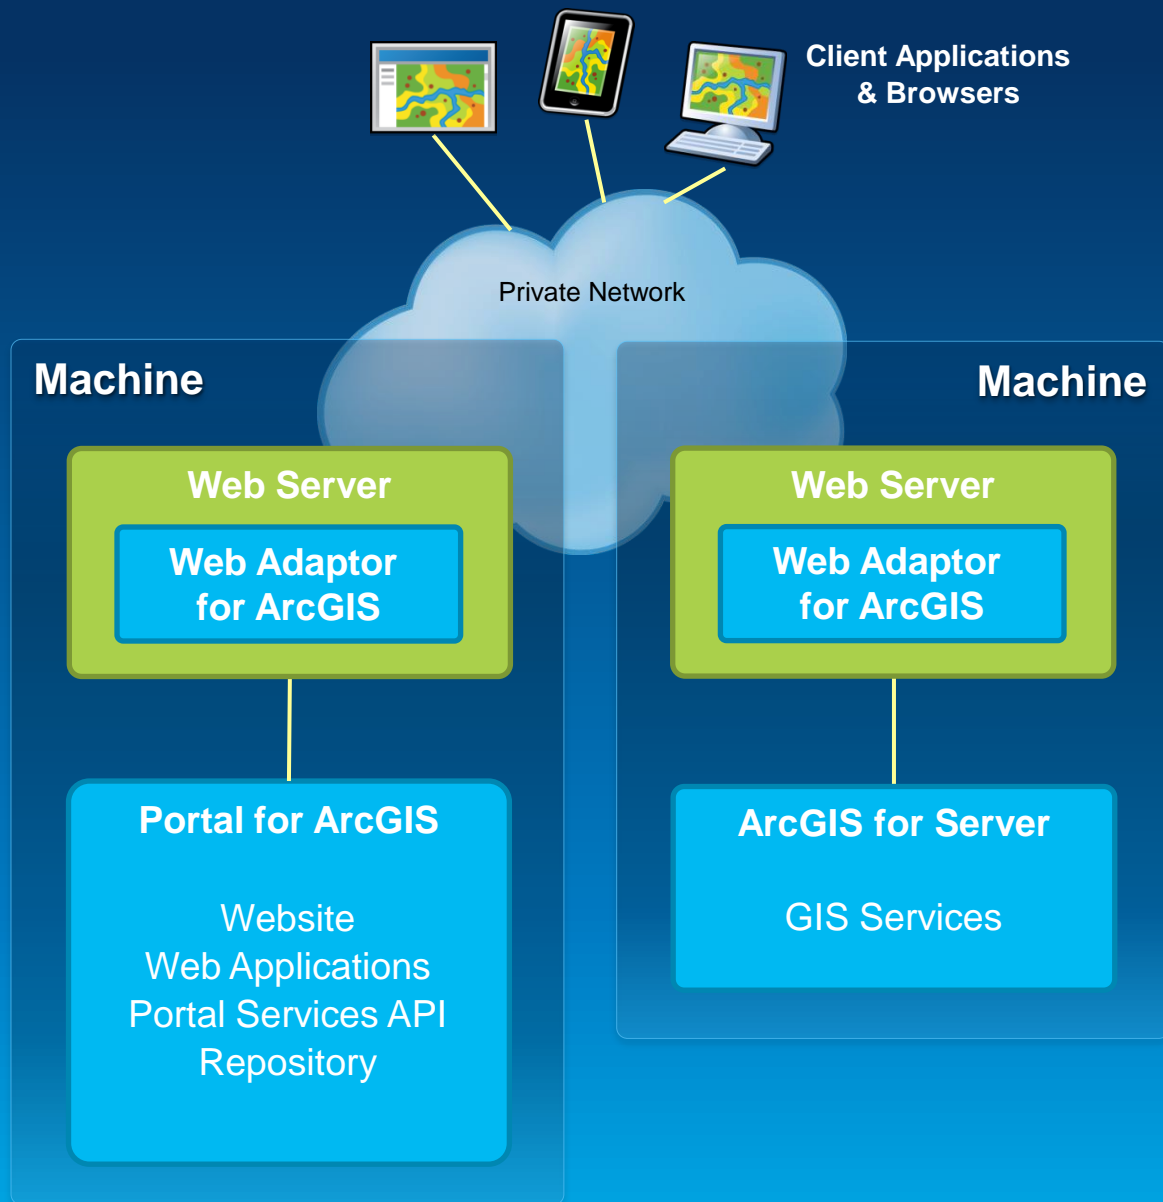 Client Applications
& Browsers
Private Network
Machine
Web Server
Web Adaptor
for ArcGIS
Portal for ArcGIS
Website
Web Applications
Portal Services API
Repository
Machine
Web Server
Web Adaptor
for ArcGIS
ArcGIS for Server
GIS Services